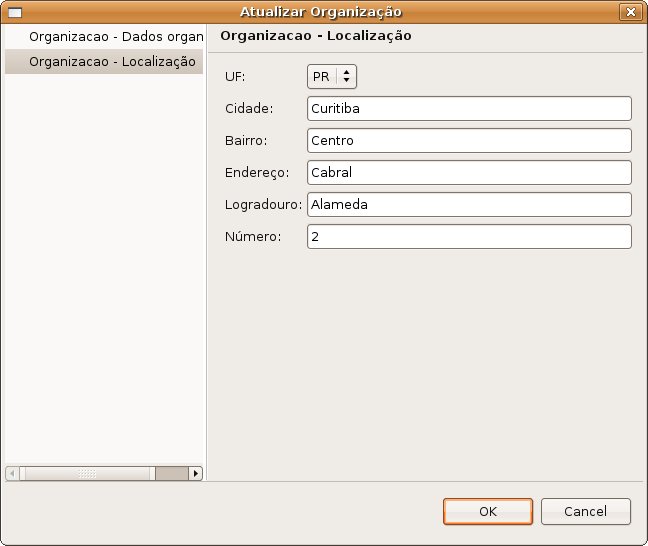 Atualizar Organização
Organizacao - Dados organ
Organizacao - Localização
Organizacao - Localização
UF: PR
Cidade: Curitiba
Bairro: Centro
Endereço: Cabral
Logradouro: Alameda
Número: 2
OK Cancel